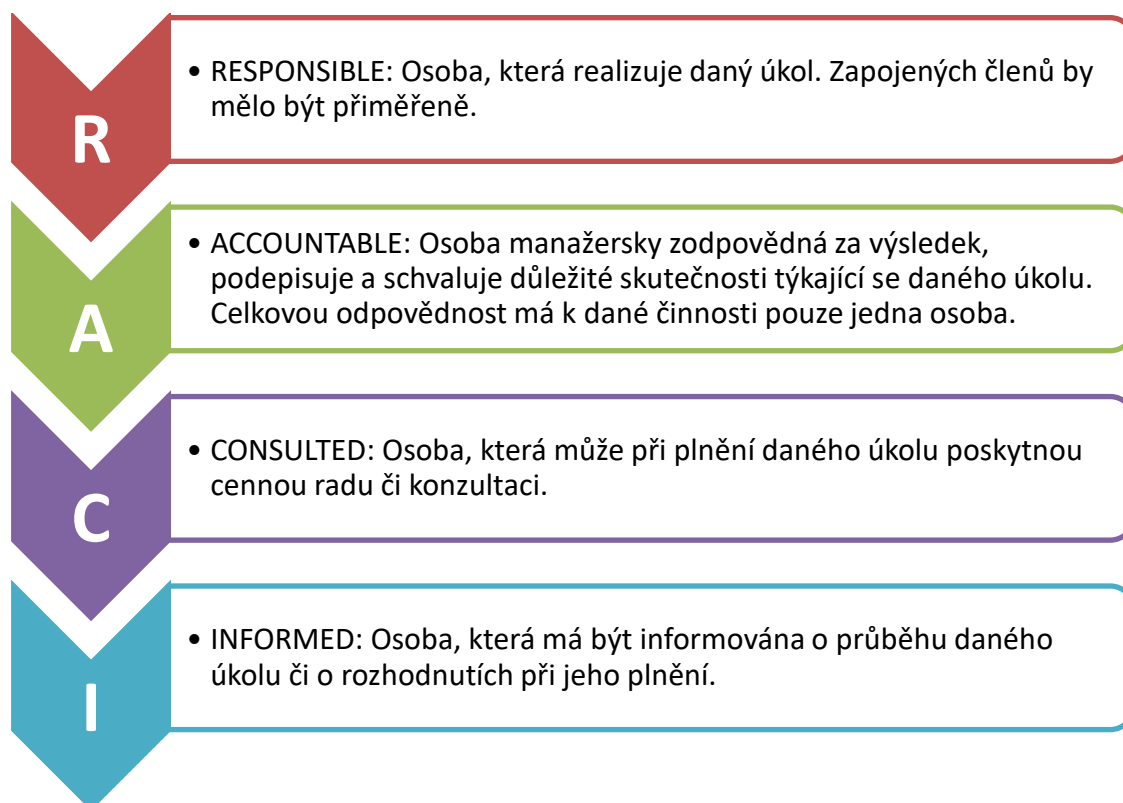 R
• RESPONSIBLE: Osoba, která realizuje daný úkol. Zapojených členů by
mělo být přiměřeně.
A
• ACCOUNTABLE: Osoba manažersky zodpovědná za výsledek,
podepisuje a schvaluje důležité skutečnosti týkající se daného úkolu.
Celkovou odpovědnost má k dané činnosti pouze jedna osoba.
C
• CONSULTED: Osoba, která může při plnění daného úkolu poskytnou
cennou radu či konzultaci.
I
• INFORMED: Osoba, která má být informována o průběhu daného
úkolu či o rozhodnutích při jeho plnění.